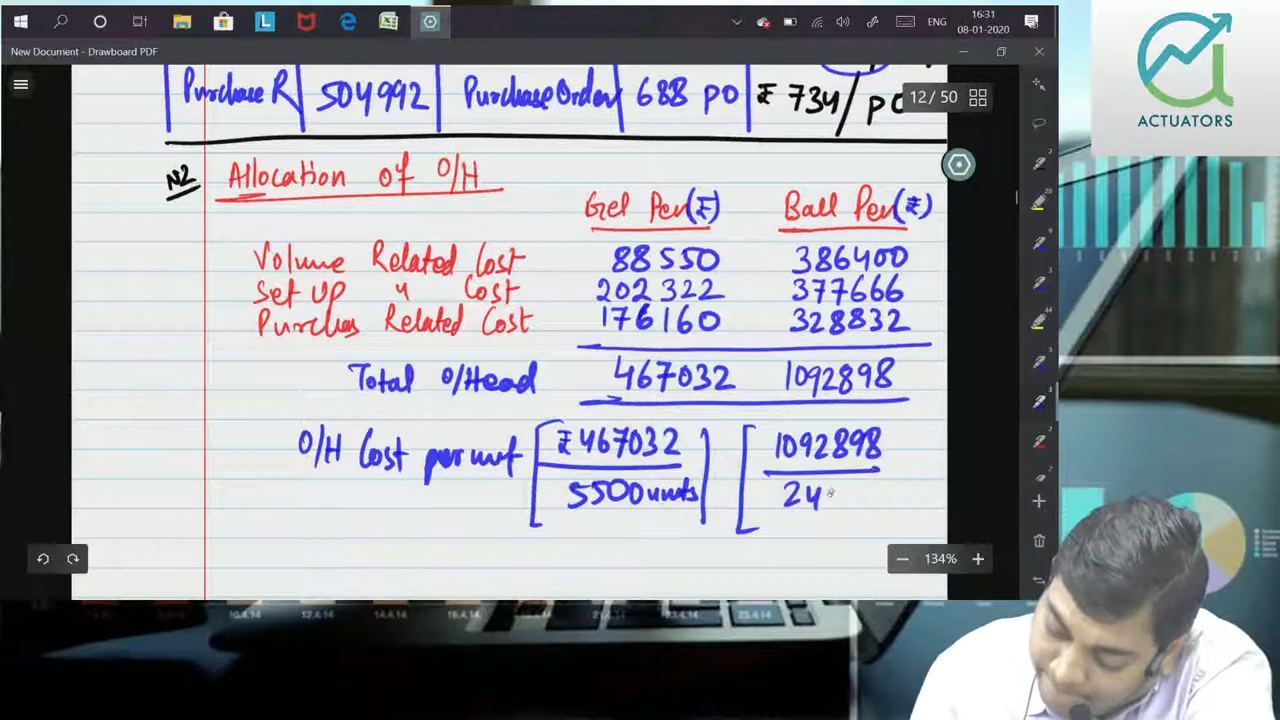 16:31
ENG
08-01-2020
New Document - Drawboard PDF
Purchase R 504992 Purchase Order 688 PO ₹ 734/ PO
12/50
ACTUATORS
N2 Allocation of O/H
Gel Pen(₹) Ball Pen(₹)
Volume Related Cost 88550 386400
Set UP " Cost 202322 377666
Purchas Related Cost 176160 328832
Total O/Head 467032 1092898
O/H Cost per unit [₹467032] [1092898
5500 units 24
134%